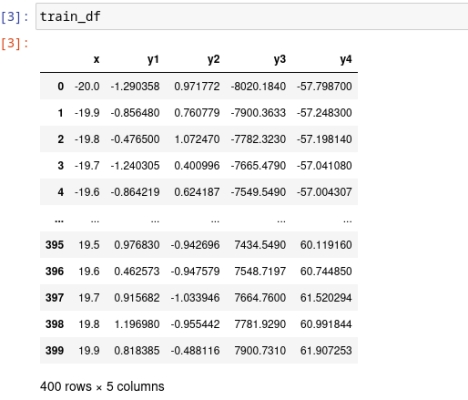 [3]: train_df
[3]:
x y1 y2 y3 y4
0 -20.0 -1.290358 0.971772 -8020.1840 -57.798700
1 -19.9 -0.856480 0.760779 -7900.3633 -57.248300
2 -19.8 -0.476500 1.072470 -7782.3230 -57.198140
3 -19.7 -1.240305 0.400996 -7665.4790 -57.041080
4 -19.6 -0.864219 0.624187 -7549.5490 -57.004307
... ... ... ... ... ...
395 19.5 0.976830 -0.942696 7434.5490 60.119160
396 19.6 0.462573 -0.947579 7548.7197 60.744850
397 19.7 0.915682 -1.033946 7664.7600 61.520294
398 19.8 1.196980 -0.955442 7781.9290 60.991844
399 19.9 0.818385 -0.488116 7900.7310 61.907253
400 rows × 5 columns